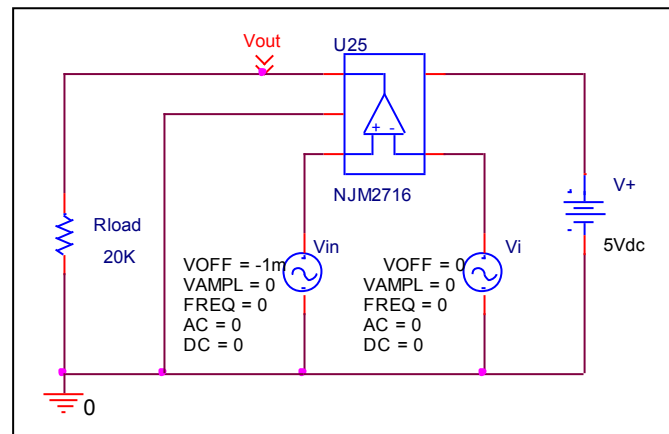 Vout
U25
+ -
NJM2716
Rload
20K
Vin
VOFF = -1m
VAMPL = 0
FREQ = 0
AC = 0
DC = 0
Vi
VOFF = 0
VAMPL = 0
FREQ = 0
AC = 0
DC = 0
V+
5Vdc
0